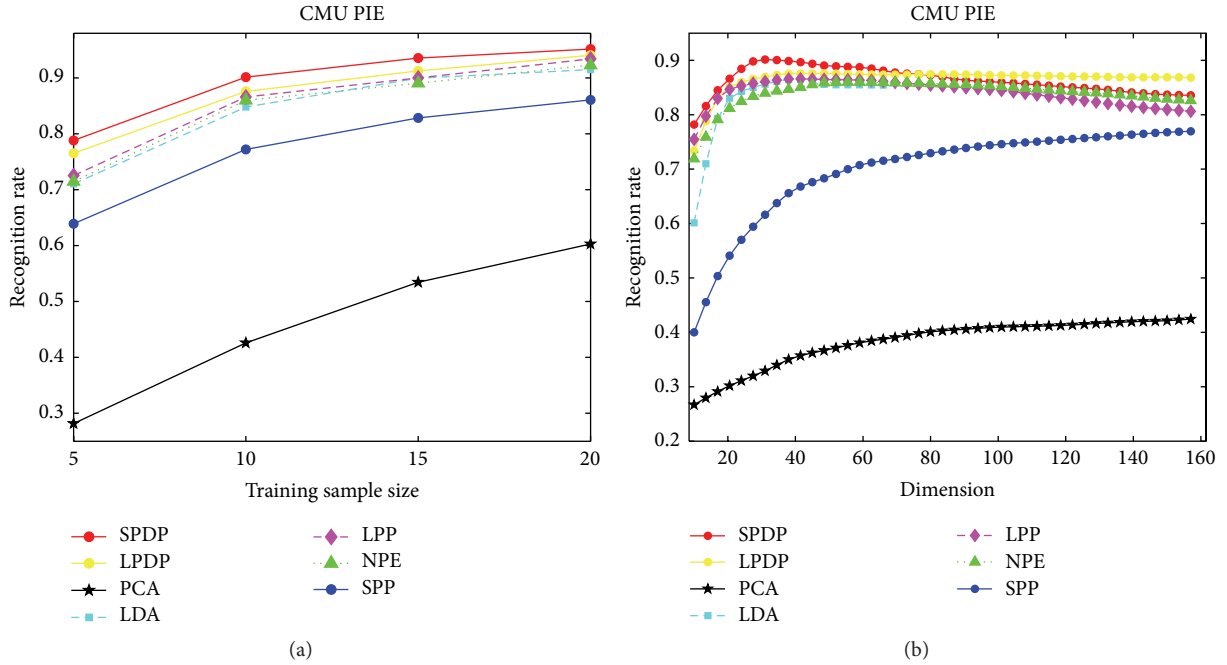 CMU PIE
0.9
0.8
0.7
0.6
0.5
0.4
0.3
5
10
15
20
Recognition rate
Training sample size
SPDP
LPDP
PCA
LDA
LPP
NPE
SPP
(a)
CMU PIE
0.9
0.8
0.7
0.6
0.5
0.4
0.3
0.2
20
40
60
80
100
120
140
160
Recognition rate
Dimension
SPDP
LPDP
PCA
LDA
LPP
NPE
SPP
(b)